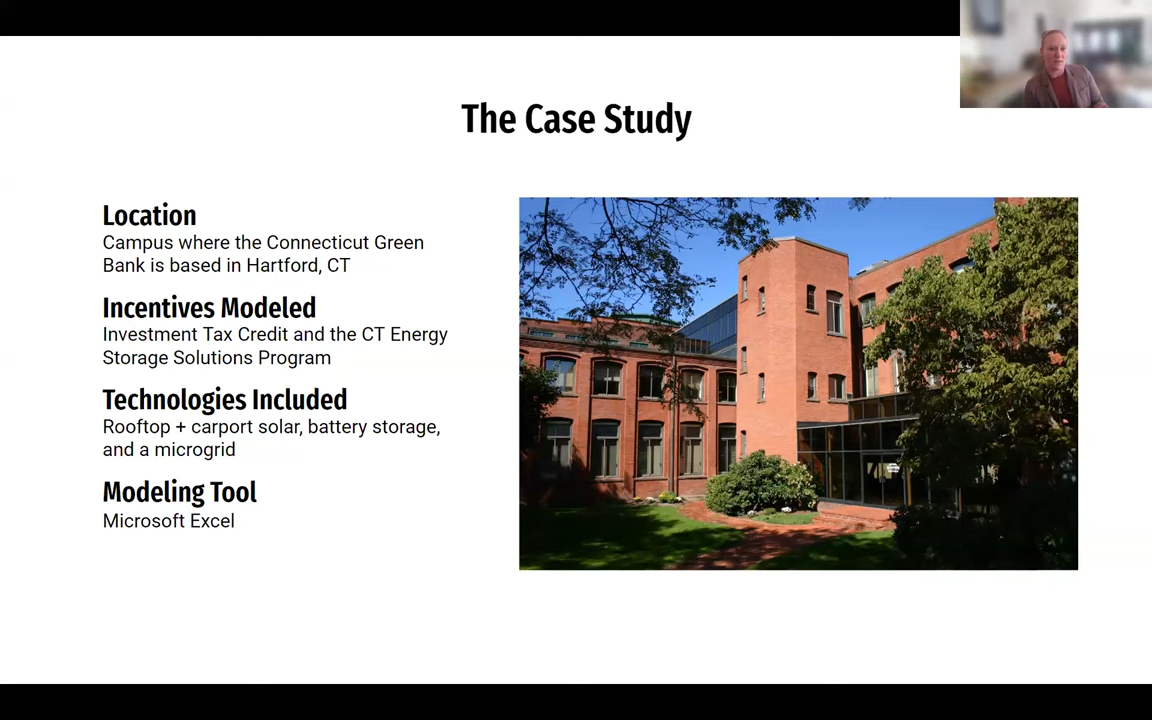 The Case Study
Location
Campus where the Connecticut Green
Bank is based in Hartford, CT
Incentives Modeled
Investment Tax Credit and the CT Energy
Storage Solutions Program
Technologies Included
Rooftop + carport solar, battery storage,
and a microgrid
Modeling Tool
Microsoft Excel